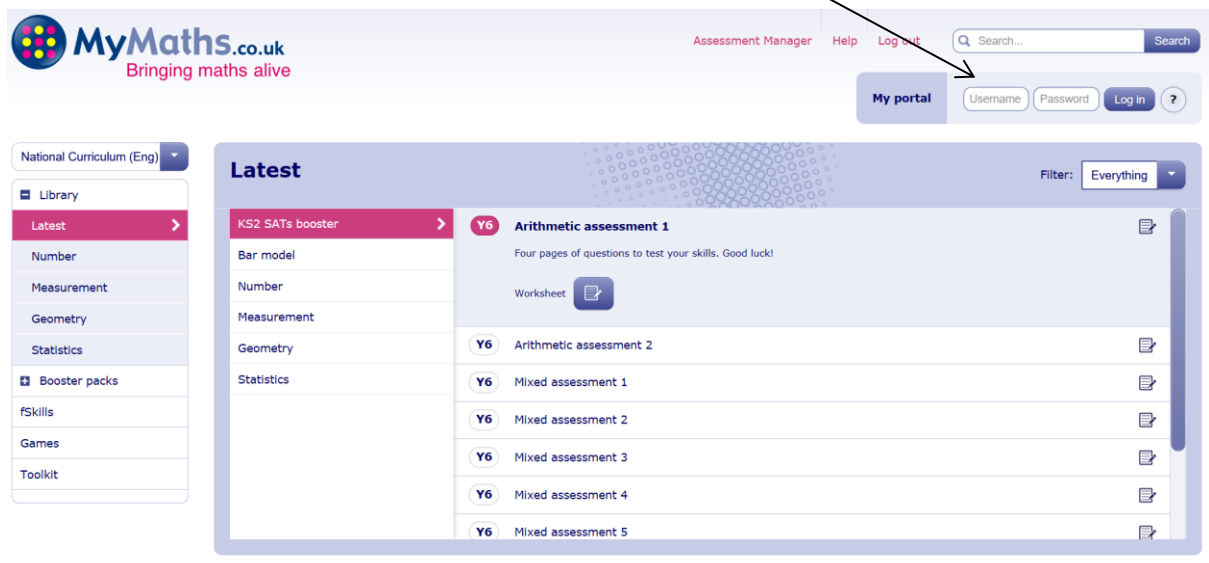 MyMaths.co.uk
Bringing maths alive
Assessment Manager Help Log out Search... Search
My portal Username Password Log in ?
National Curriculum (Eng)
Library
Latest
Number
Measurement
Geometry
Statistics
Booster packs
fSkills
Games
Toolkit
Latest
Filter: Everything
KS2 SATs booster
Bar model
Number
Measurement
Geometry
Statistics
Y6 Arithmetic assessment 1
Four pages of questions to test your skills. Good luck!
Worksheet
Y6 Arithmetic assessment 2
Y6 Mixed assessment 1
Y6 Mixed assessment 2
Y6 Mixed assessment 3
Y6 Mixed assessment 4
Y6 Mixed assessment 5